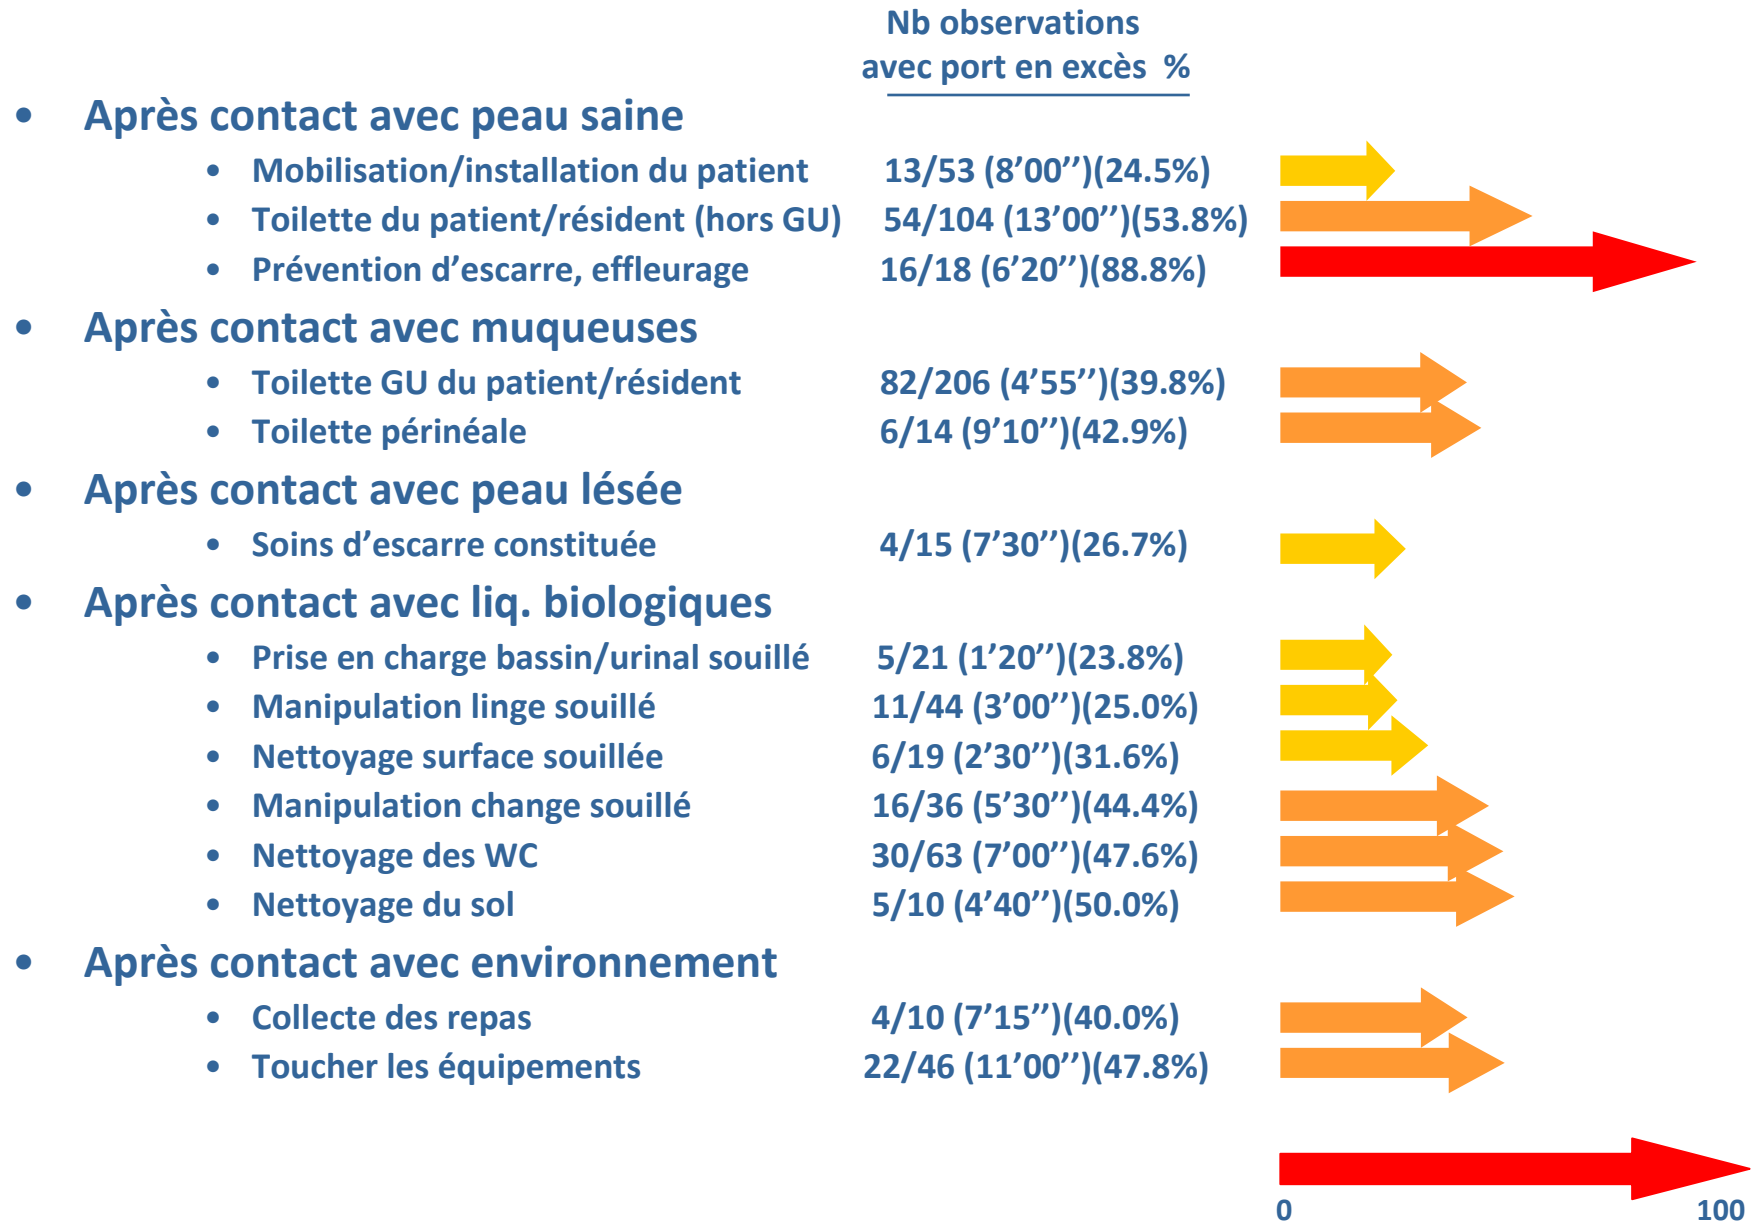 Nb observations
avec port en excès %
• Après contact avec peau saine
• Mobilisation/installation du patient 13/53 (8’00’’)(24.5%)
• Toilette du patient/résident (hors GU) 54/104 (13’00’’)(53.8%)
• Prévention d’escarre, effleurage 16/18 (6’20’’)(88.8%)
• Après contact avec muqueuses
• Toilette GU du patient/résident 82/206 (4’55’’)(39.8%)
• Toilette périnéale 6/14 (9’10’’)(42.9%)
• Après contact avec peau lésée
• Soins d’escarre constituée 4/15 (7’30’’)(26.7%)
• Après contact avec liq. biologiques
• Prise en charge bassin/urinal souillé 5/21 (1’20’’)(23.8%)
• Manipulation linge souillé 11/44 (3’00’’)(25.0%)
• Nettoyage surface souillée 6/19 (2’30’’)(31.6%)
• Manipulation change souillé 16/36 (5’30’’)(44.4%)
• Nettoyage des WC 30/63 (7’00’’)(47.6%)
• Nettoyage du sol 5/10 (4’40’’)(50.0%)
• Après contact avec environnement
• Collecte des repas 4/10 (7’15’’)(40.0%)
• Toucher les équipements 22/46 (11’00’’)(47.8%)
0 100